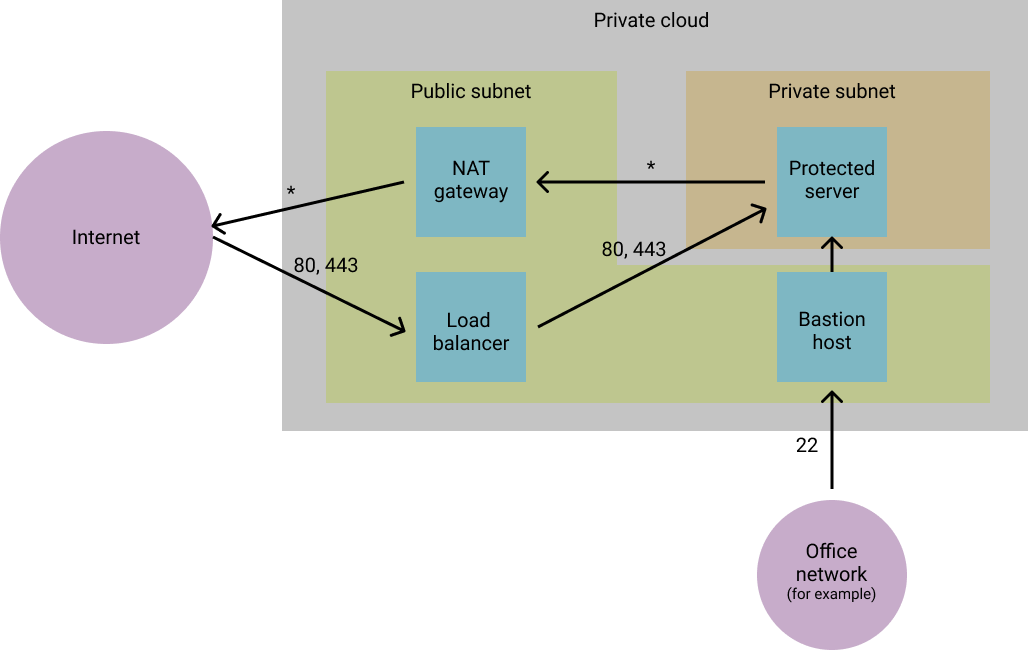 Private cloud
Public subnet
Private subnet
NAT
gateway
*
Protected
server
*
Internet
80, 443
80, 443
Load
balancer
Bastion
host
22
Office
network
(for example)